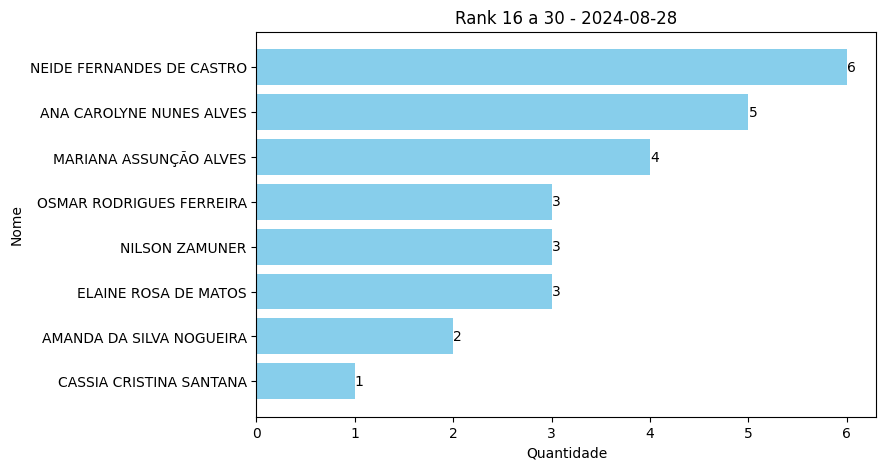 Rank 16 a 30 - 2024-08-28
NEIDE FERNANDES DE CASTRO 6
ANA CAROLYNE NUNES ALVES 5
MARIANA ASSUNÇÃO ALVES 4
OSMAR RODRIGUES FERREIRA 3
NILSON ZAMUNER 3
ELAINE ROSA DE MATOS 3
AMANDA DA SILVA NOGUEIRA 2
CASSIA CRISTINA SANTANA 1
Nome
0 1 2 3 4 5 6
Quantidade